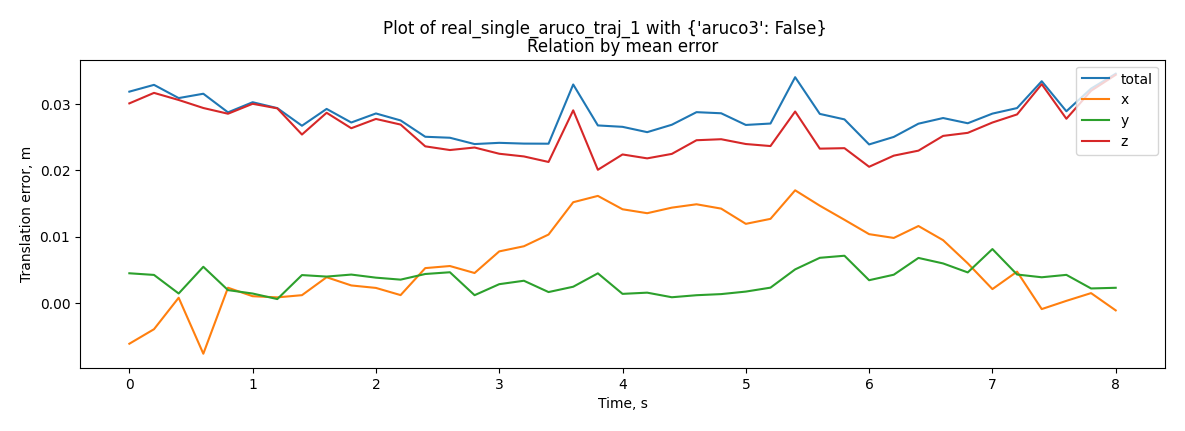 Plot of real_single_aruco_traj_1 with {'aruco3': False}
Relation by mean error
Translation error, m
0.03
0.02
0.01
0.00
total
x
y
z
0 1 2 3 4 5 6 7 8
Time, s